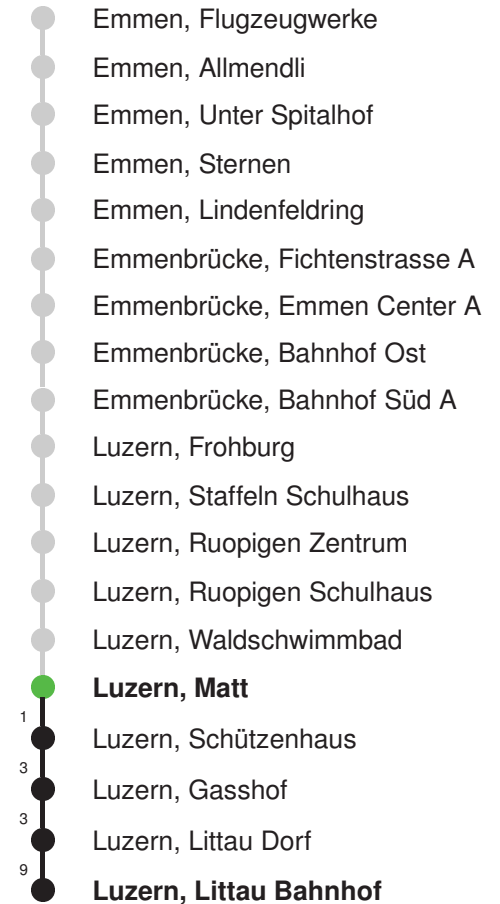 Emmen, Flugzeugwerke
Emmen, Allmendli
Emmen, Unter Spitalhof
Emmen, Sternen
Emmen, Lindenfeldring
Emmenbrücke, Fichtenstrasse A
Emmenbrücke, Emmen Center A
Emmenbrücke, Bahnhof Ost
Emmenbrücke, Bahnhof Süd A
Luzern, Frohburg
Luzern, Staffeln Schulhaus
Luzern, Ruopigen Zentrum
Luzern, Ruopigen Schulhaus
Luzern, Waldschwimmbad
Luzern, Matt
1 Luzern, Schützenhaus
3 Luzern, Gasshof
3 Luzern, Littau Dorf
9 Luzern, Littau Bahnhof